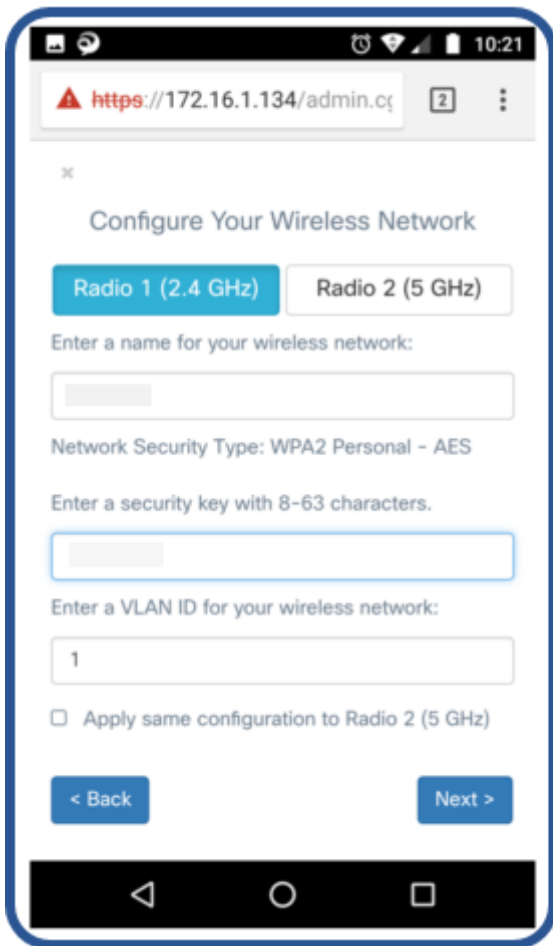 10:21
https://172.16.1.134/admin.cg
2
×
Configure Your Wireless Network
Radio 1 (2.4 GHz) Radio 2 (5 GHz)
Enter a name for your wireless network:
Network Security Type: WPA2 Personal - AES
Enter a security key with 8-63 characters.
Enter a VLAN ID for your wireless network:
1
Apply same configuration to Radio 2 (5 GHz)
< Back Next >